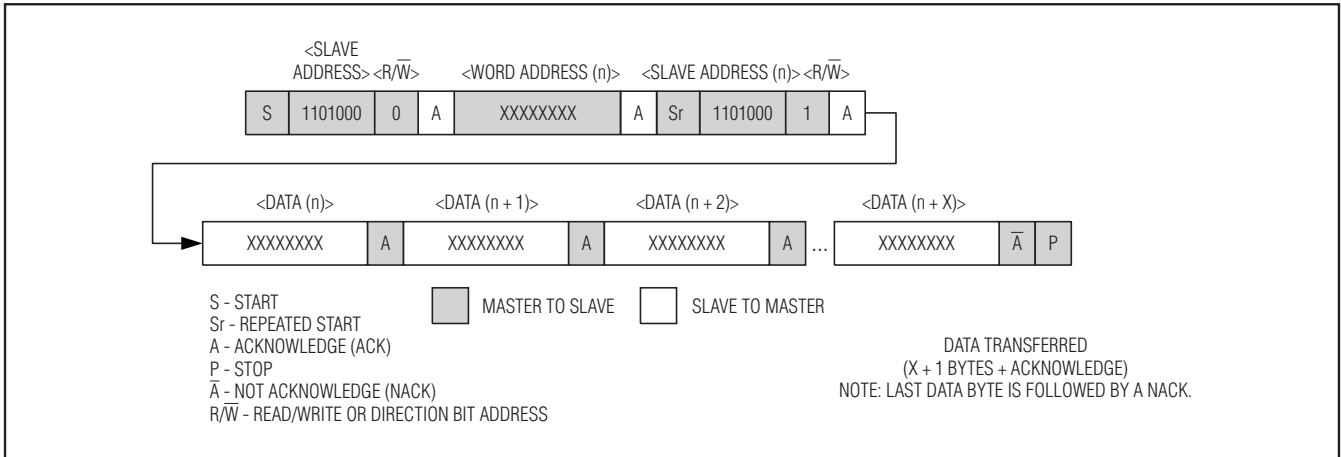 <SLAVE
ADDRESS> <R/W̅> <WORD ADDRESS (n)> <SLAVE ADDRESS (n)> <R/W̅>
S 1101000 0 A XXXXXXXX A Sr 1101000 1 A
<DATA (n)> <DATA (n + 1)> <DATA (n + 2)> <DATA (n + X)>
XXXXXXXX A XXXXXXXX A XXXXXXXX A ... XXXXXXXX A̅ P
S - START
Sr - REPEATED START
A - ACKNOWLEDGE (ACK)
P - STOP
A̅ - NOT ACKNOWLEDGE (NACK)
R/W̅ - READ/WRITE OR DIRECTION BIT ADDRESS
MASTER TO SLAVE SLAVE TO MASTER
DATA TRANSFERRED
(X + 1 BYTES + ACKNOWLEDGE)
NOTE: LAST DATA BYTE IS FOLLOWED BY A NACK.